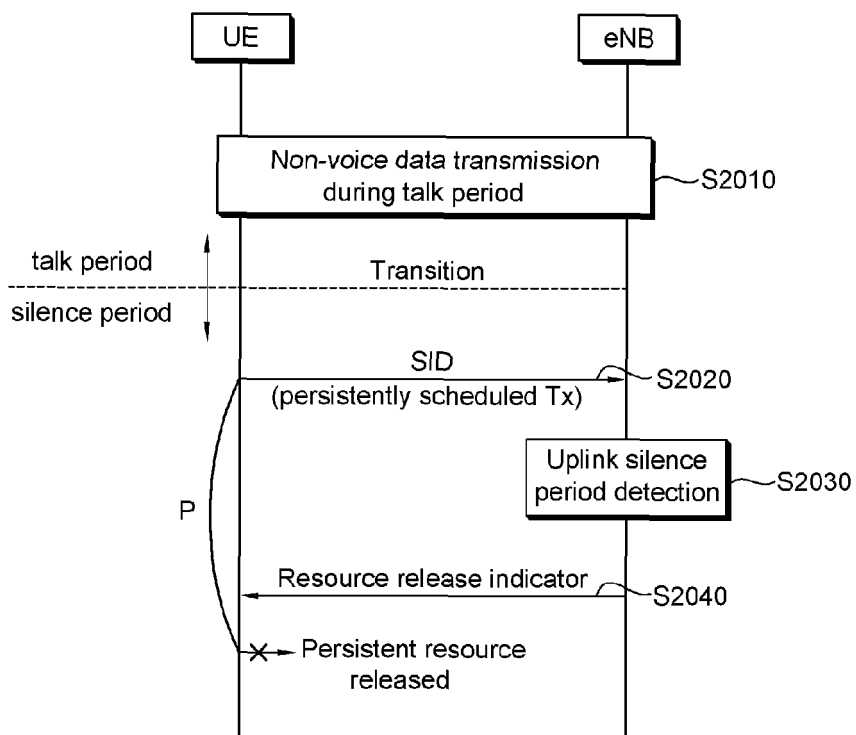 UE
eNB
Non-voice data transmission
during talk period
S2010
talk period
Transition
silence period
SID
(persistently scheduled Tx)
S2020
Uplink silence
period detection
S2030
P
Resource release indicator
S2040
Persistent resource
released